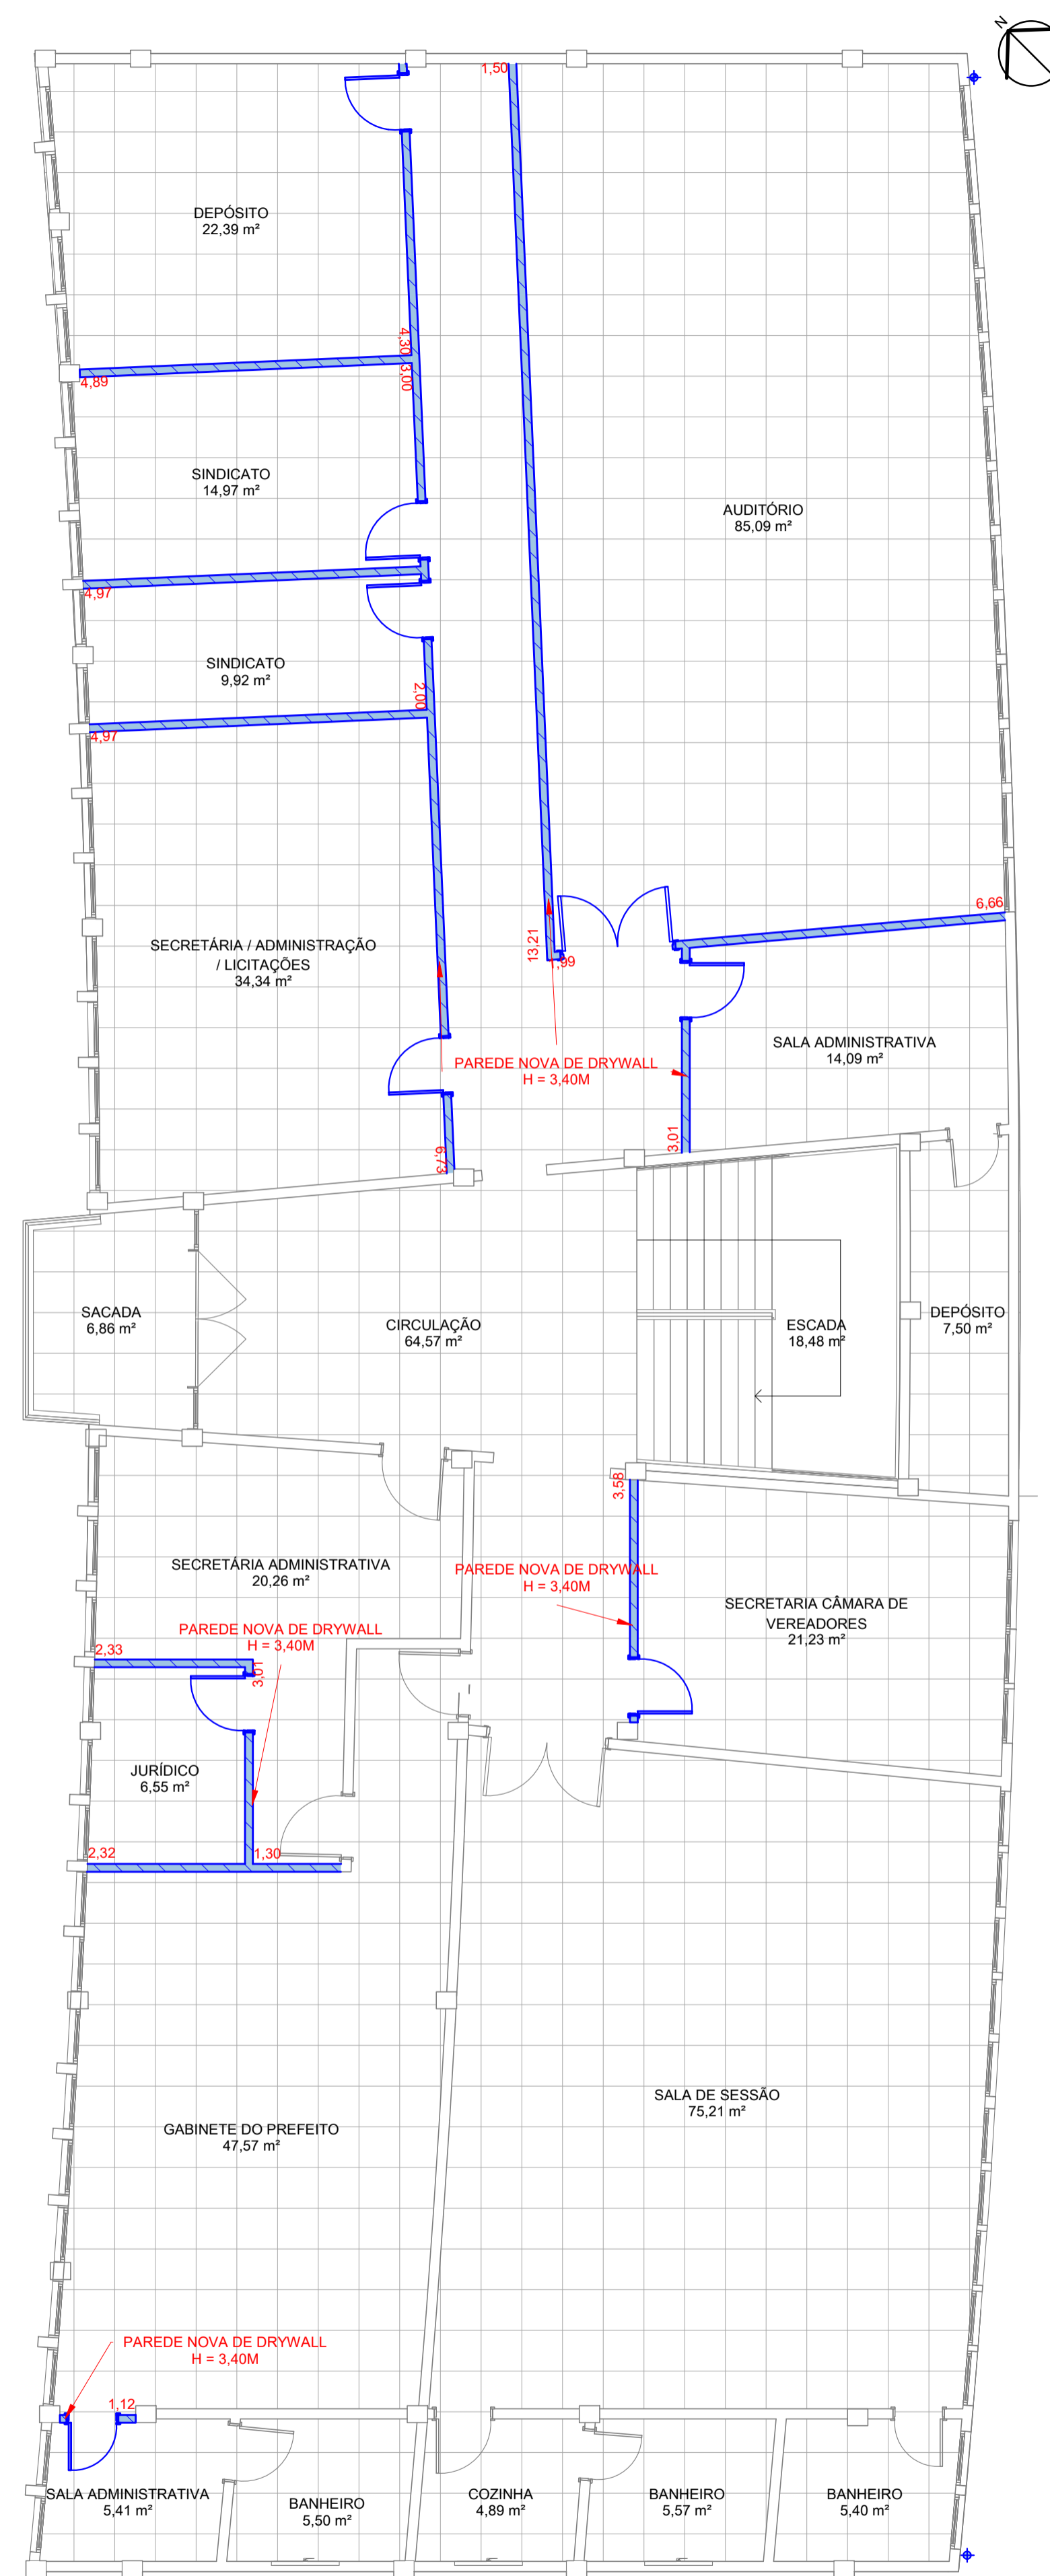 N
1,50
DEPÓSITO
22,39 m²
4,30
3,00
4,89
SINDICATO
14,97 m²
AUDITÓRIO
85,09 m²
4,97
SINDICATO
9,92 m²
2,00
4,97
6,66
SECRETÁRIA / ADMINISTRAÇÃO
/ LICITAÇÕES
34,34 m²
13,21
1,99
SALA ADMINISTRATIVA
14,09 m²
PAREDE NOVA DE DRYWALL
H = 3,40M
3,01
6,73
SACADA
6,86 m²
CIRCULAÇÃO
64,57 m²
ESCADA
18,48 m²
DEPÓSITO
7,50 m²
3,58
SECRETÁRIA ADMINISTRATIVA
20,26 m²
PAREDE NOVA DE DRYWALL
H = 3,40M
SECRETARIA CÂMARA DE
VEREADORES
21,23 m²
PAREDE NOVA DE DRYWALL
H = 3,40M
2,33
3,01
JURÍDICO
6,55 m²
2,32
1,30
SALA DE SESSÃO
75,21 m²
GABINETE DO PREFEITO
47,57 m²
PAREDE NOVA DE DRYWALL
H = 3,40M
1,12
SALA ADMINISTRATIVA
5,41 m²
BANHEIRO
5,50 m²
COZINHA
4,89 m²
BANHEIRO
5,57 m²
BANHEIRO
5,40 m²